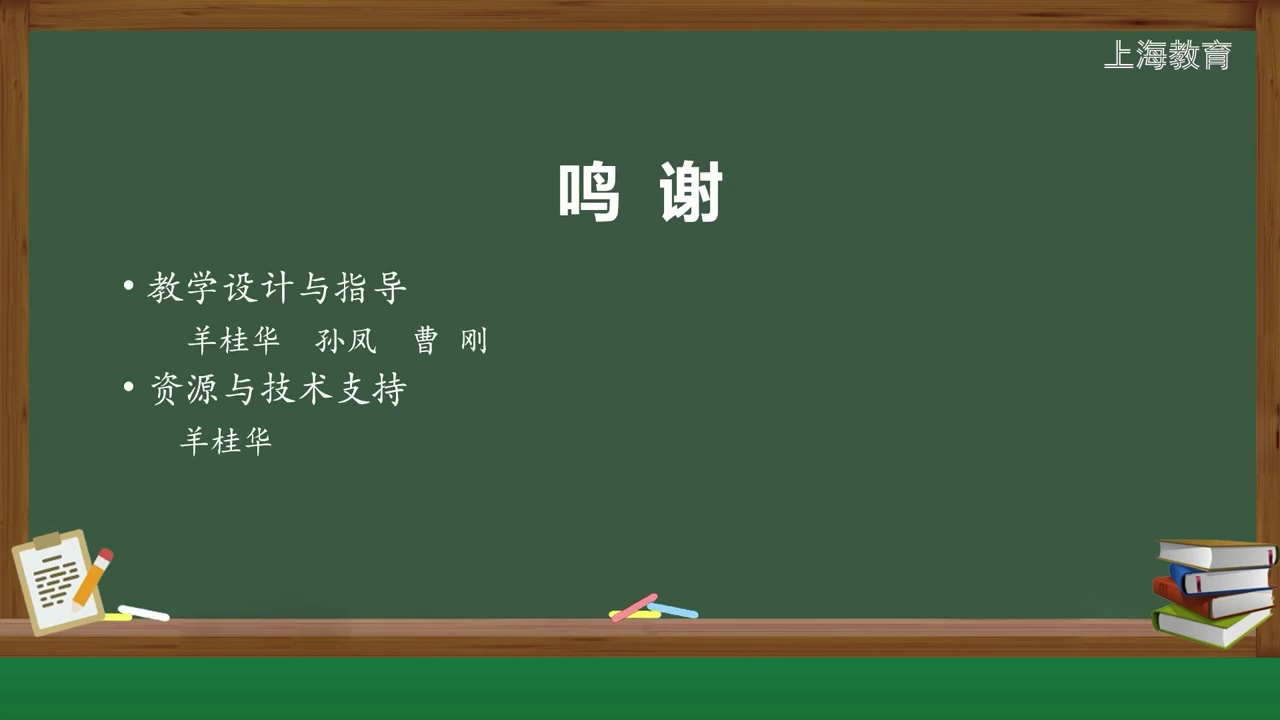 上海教育
鸣 谢
• 教学设计与指导
羊桂华 孙凤 曹 刚
• 资源与技术支持
羊桂华